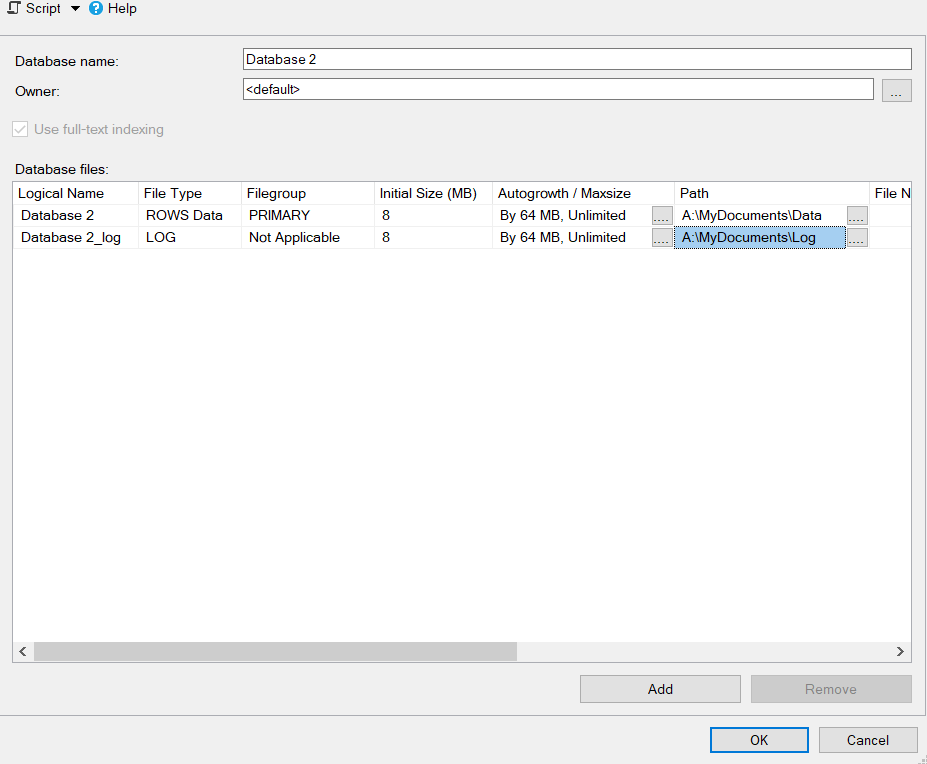 Script Help
Database name: Database 2
Owner: <default> ...
Use full-text indexing
Database files:
Logical Name File Type Filegroup Initial Size (MB) Autogrowth / Maxsize Path File N
Database 2 ROWS Data PRIMARY 8 By 64 MB, Unlimited .... A:\MyDocuments\Data ....
Database 2_log LOG Not Applicable 8 By 64 MB, Unlimited .... A:\MyDocuments\Log ....
Add Remove
OK Cancel